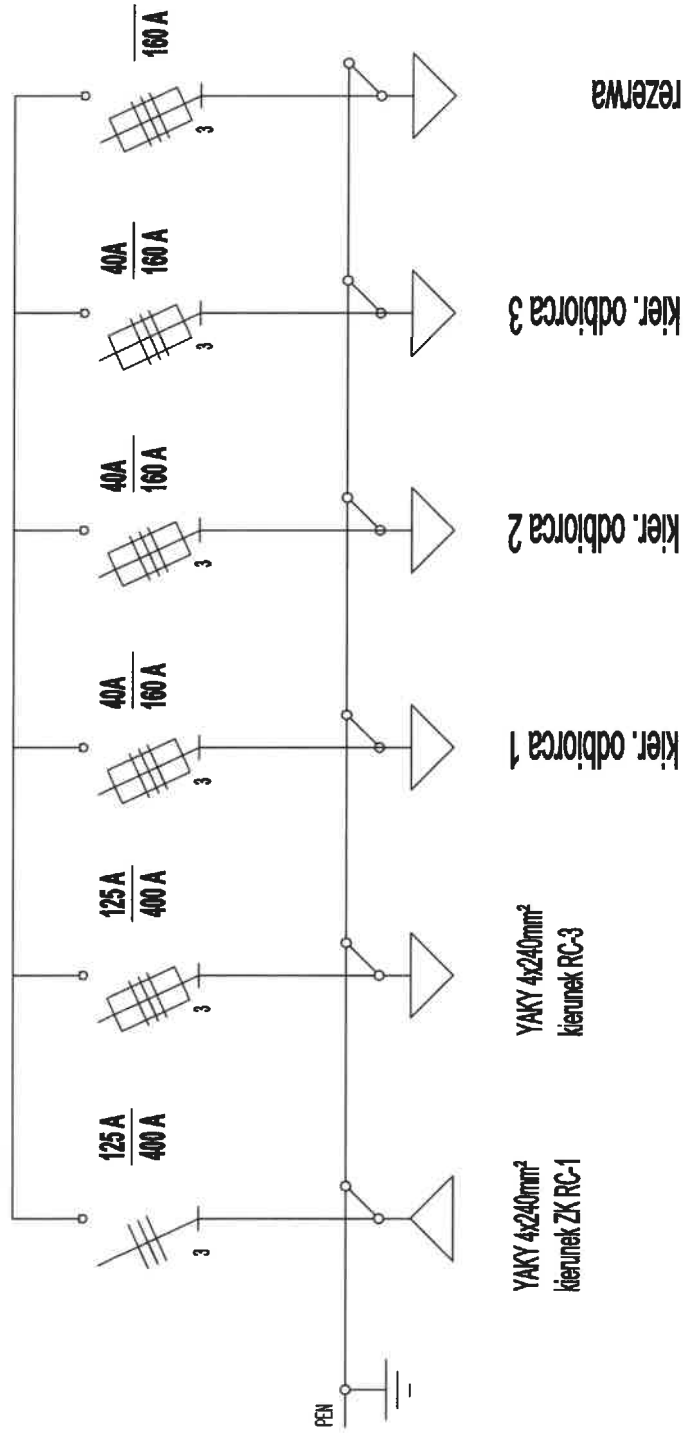 125 A
400 A
125 A
400 A
40A
160 A
40A
160 A
40A
160 A
160 A
3
3
3
3
3
3
PEN
YAKY 4x240mm²
kierunek ZK RC-1
YAKY 4x240mm²
kierunek RC-3
kier. odbiorca 1
kier. odbiorca 2
kier. odbiorca 3
rezerwa